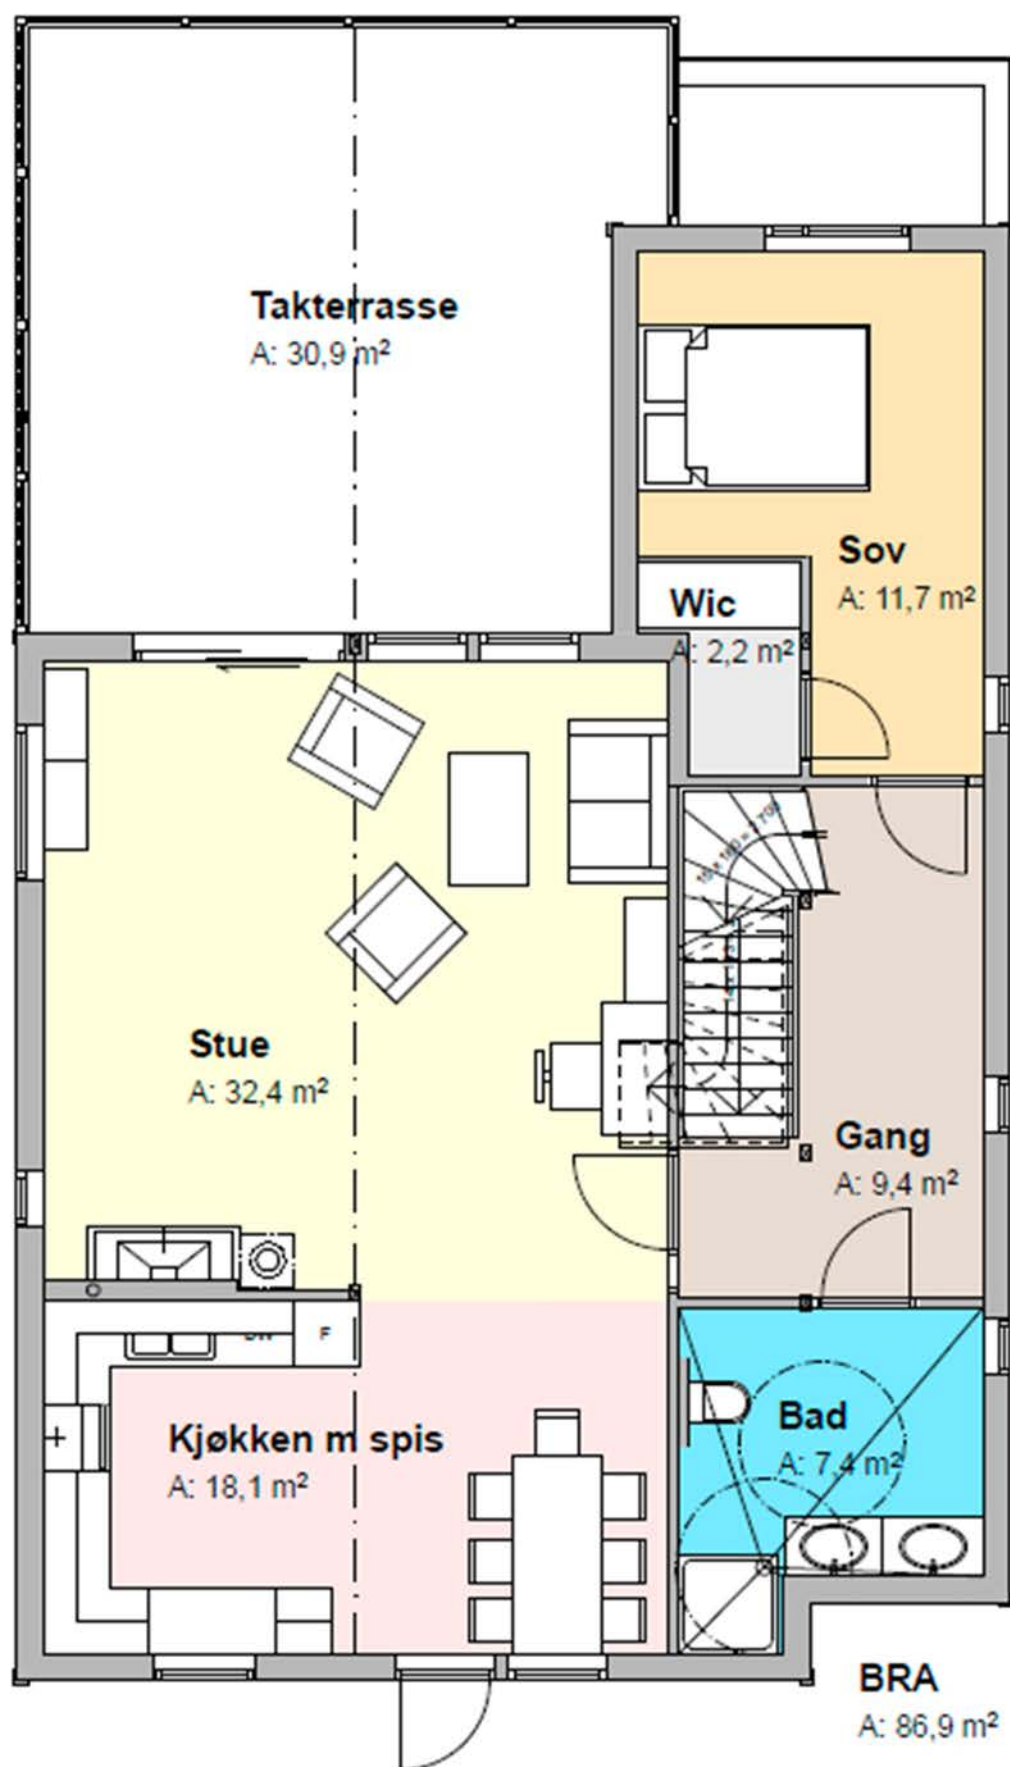 Takterrasse
A: 30,9 m²
Sov
A: 11,7 m²
Wic
A: 2,2 m²
Stue
A: 32,4 m²
Gang
A: 9,4 m²
F
Kjøkken m spis
A: 18,1 m²
Bad
A: 7,4 m²
BRA
A: 86,9 m²